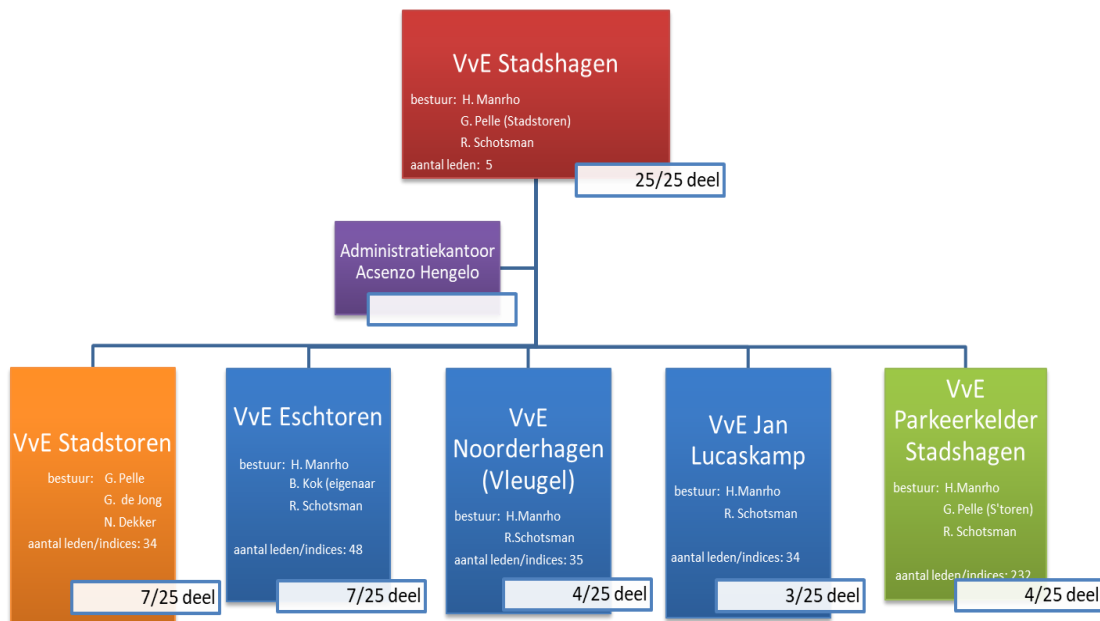 VvE Stadshagen
bestuur: H. Manrho
G. Pelle (Stadstoren)
R. Schotsman
aantal leden: 5
25/25 deel
Administratiekantoor
Acsenzo Hengelo
VvE Stadstoren
bestuur: G. Pelle
G. de Jong
N. Dekker
aantal leden/indices: 34
7/25 deel
VvE Eschtoren
bestuur: H. Manrho
B. Kok (eigenaar
R. Schotsman
aantal leden/indices: 48
7/25 deel
VvE
Noorderhagen
(Vleugel)
bestuur: H.Manrho
R.Schotsman
aantal leden/indices: 35
4/25 deel
VvE Jan
Lucaskamp
bestuur: H.Manrho
R. Schotsman
aantal leden/indices: 34
3/25 deel
VvE
Parkeerkelder
Stadshagen
bestuur: H.Manrho
G. Pelle (S'toren)
R. Schotsman
aantal leden/indices: 232
4/25 deel